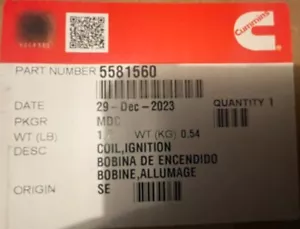 Cummins
PART NUMBER 5581560
DATE 29-Dec-2023 QUANTITY 1
PKGR MDC
WT (LB) WT (KG) 0.54
DESC COIL,IGNITION
BOBINA DE ENCENDIDO
BOBINE,ALLUMAGE
ORIGIN SE